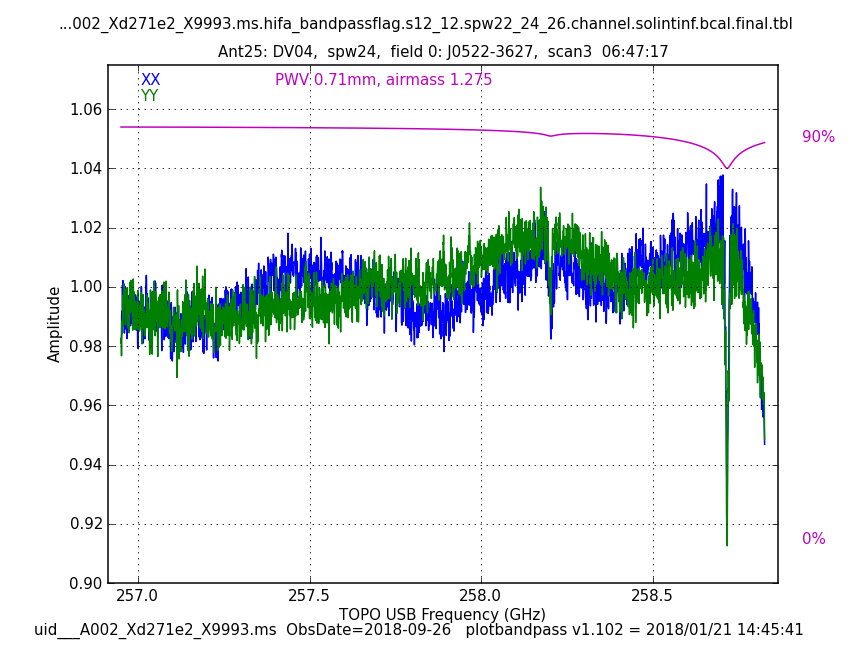 ...002_Xd271e2_X9993.ms.hifa_bandpassflag.s12_12.spw22_24_26.channel.solintinf.bcal.final.tbl
Ant25: DV04,  spw24,  field 0: J0522-3627,  scan3  06:47:17
XX
YY
PWV 0.71mm, airmass 1.275
90%
0%
1.06
1.04
1.02
1.00
0.98
0.96
0.94
0.92
0.90
Amplitude
257.0
257.5
258.0
258.5
TOPO USB Frequency (GHz)
uid___A002_Xd271e2_X9993.ms  ObsDate=2018-09-26   plotbandpass v1.102 = 2018/01/21 14:45:41